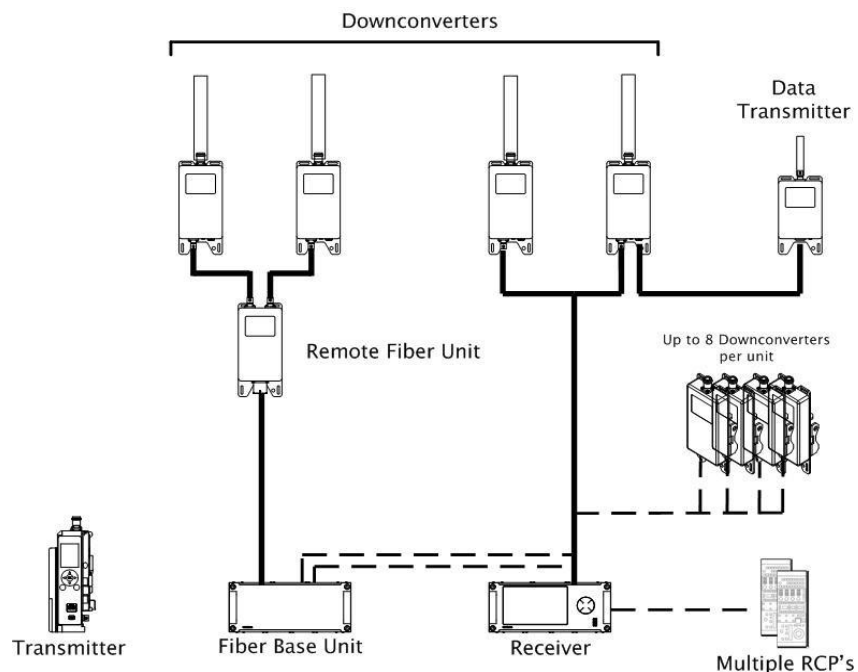 Downconverters
Data
Transmitter
Remote Fiber Unit
Up to 8 Downconverters
per unit
Transmitter
Fiber Base Unit
Receiver
Multiple RCP's